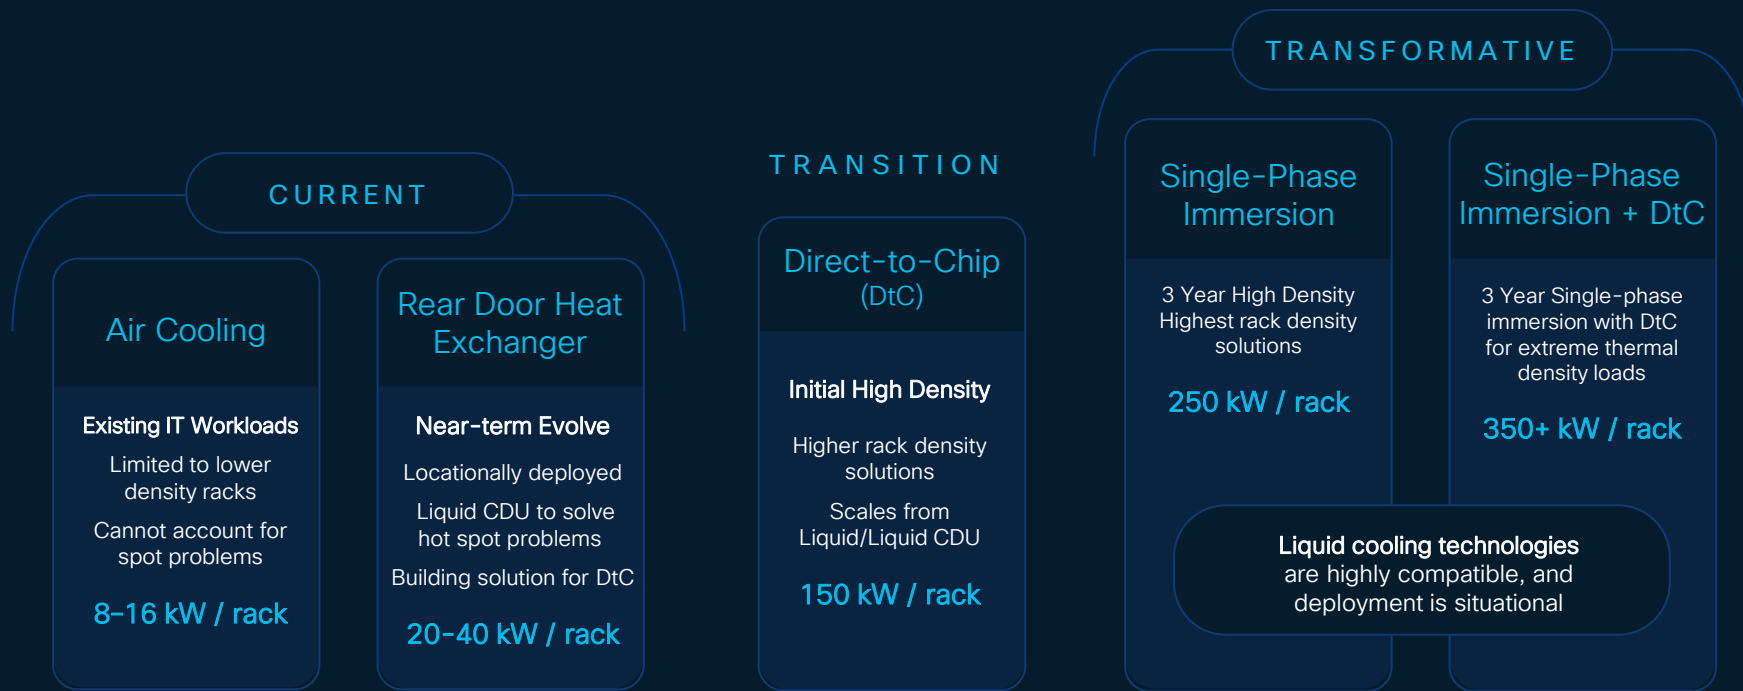 CURRENT
Air Cooling
Existing IT Workloads
Limited to lower
density racks
Cannot account for
spot problems
8-16 kW / rack
Rear Door Heat
Exchanger
Near-term Evolve
Locationally deployed
Liquid CDU to solve
hot spot problems
Building solution for DtC
20-40 kW / rack
TRANSITION
Direct-to-Chip
(DtC)
Initial High Density
Higher rack density
solutions
Scales from
Liquid/Liquid CDU
150 kW / rack
TRANSFORMATIVE
Single-Phase
Immersion
3 Year High Density
Highest rack density
solutions
250 kW / rack
Single-Phase
Immersion + DtC
3 Year Single-phase
immersion with DtC
for extreme thermal
density loads
350+ kW / rack
Liquid cooling technologies
are highly compatible, and
deployment is situational